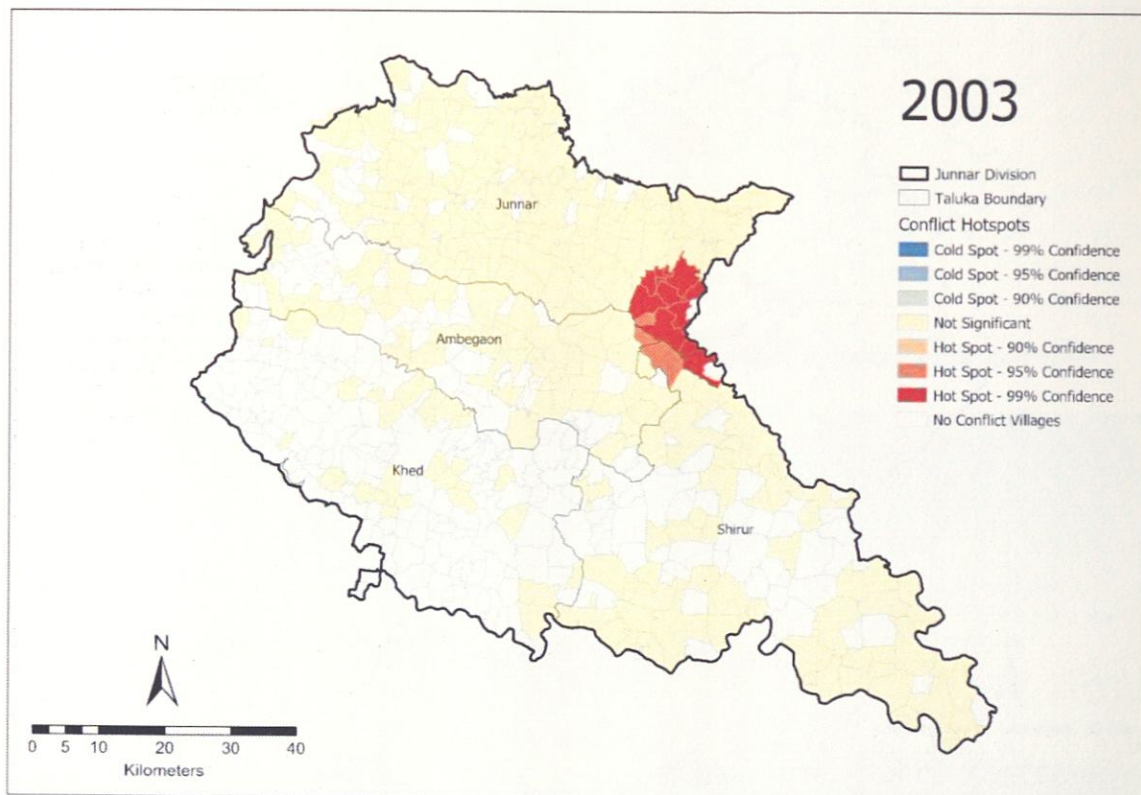 2003
Junnar Division
Taluka Boundary
Conflict Hotspots
Cold Spot - 99% Confidence
Cold Spot - 95% Confidence
Cold Spot - 90% Confidence
Not Significant
Hot Spot - 90% Confidence
Hot Spot - 95% Confidence
Hot Spot - 99% Confidence
No Conflict Villages
Junnar
Ambegaon
Khed
Shirur
N
0 5 10 20 30 40
Kilometers